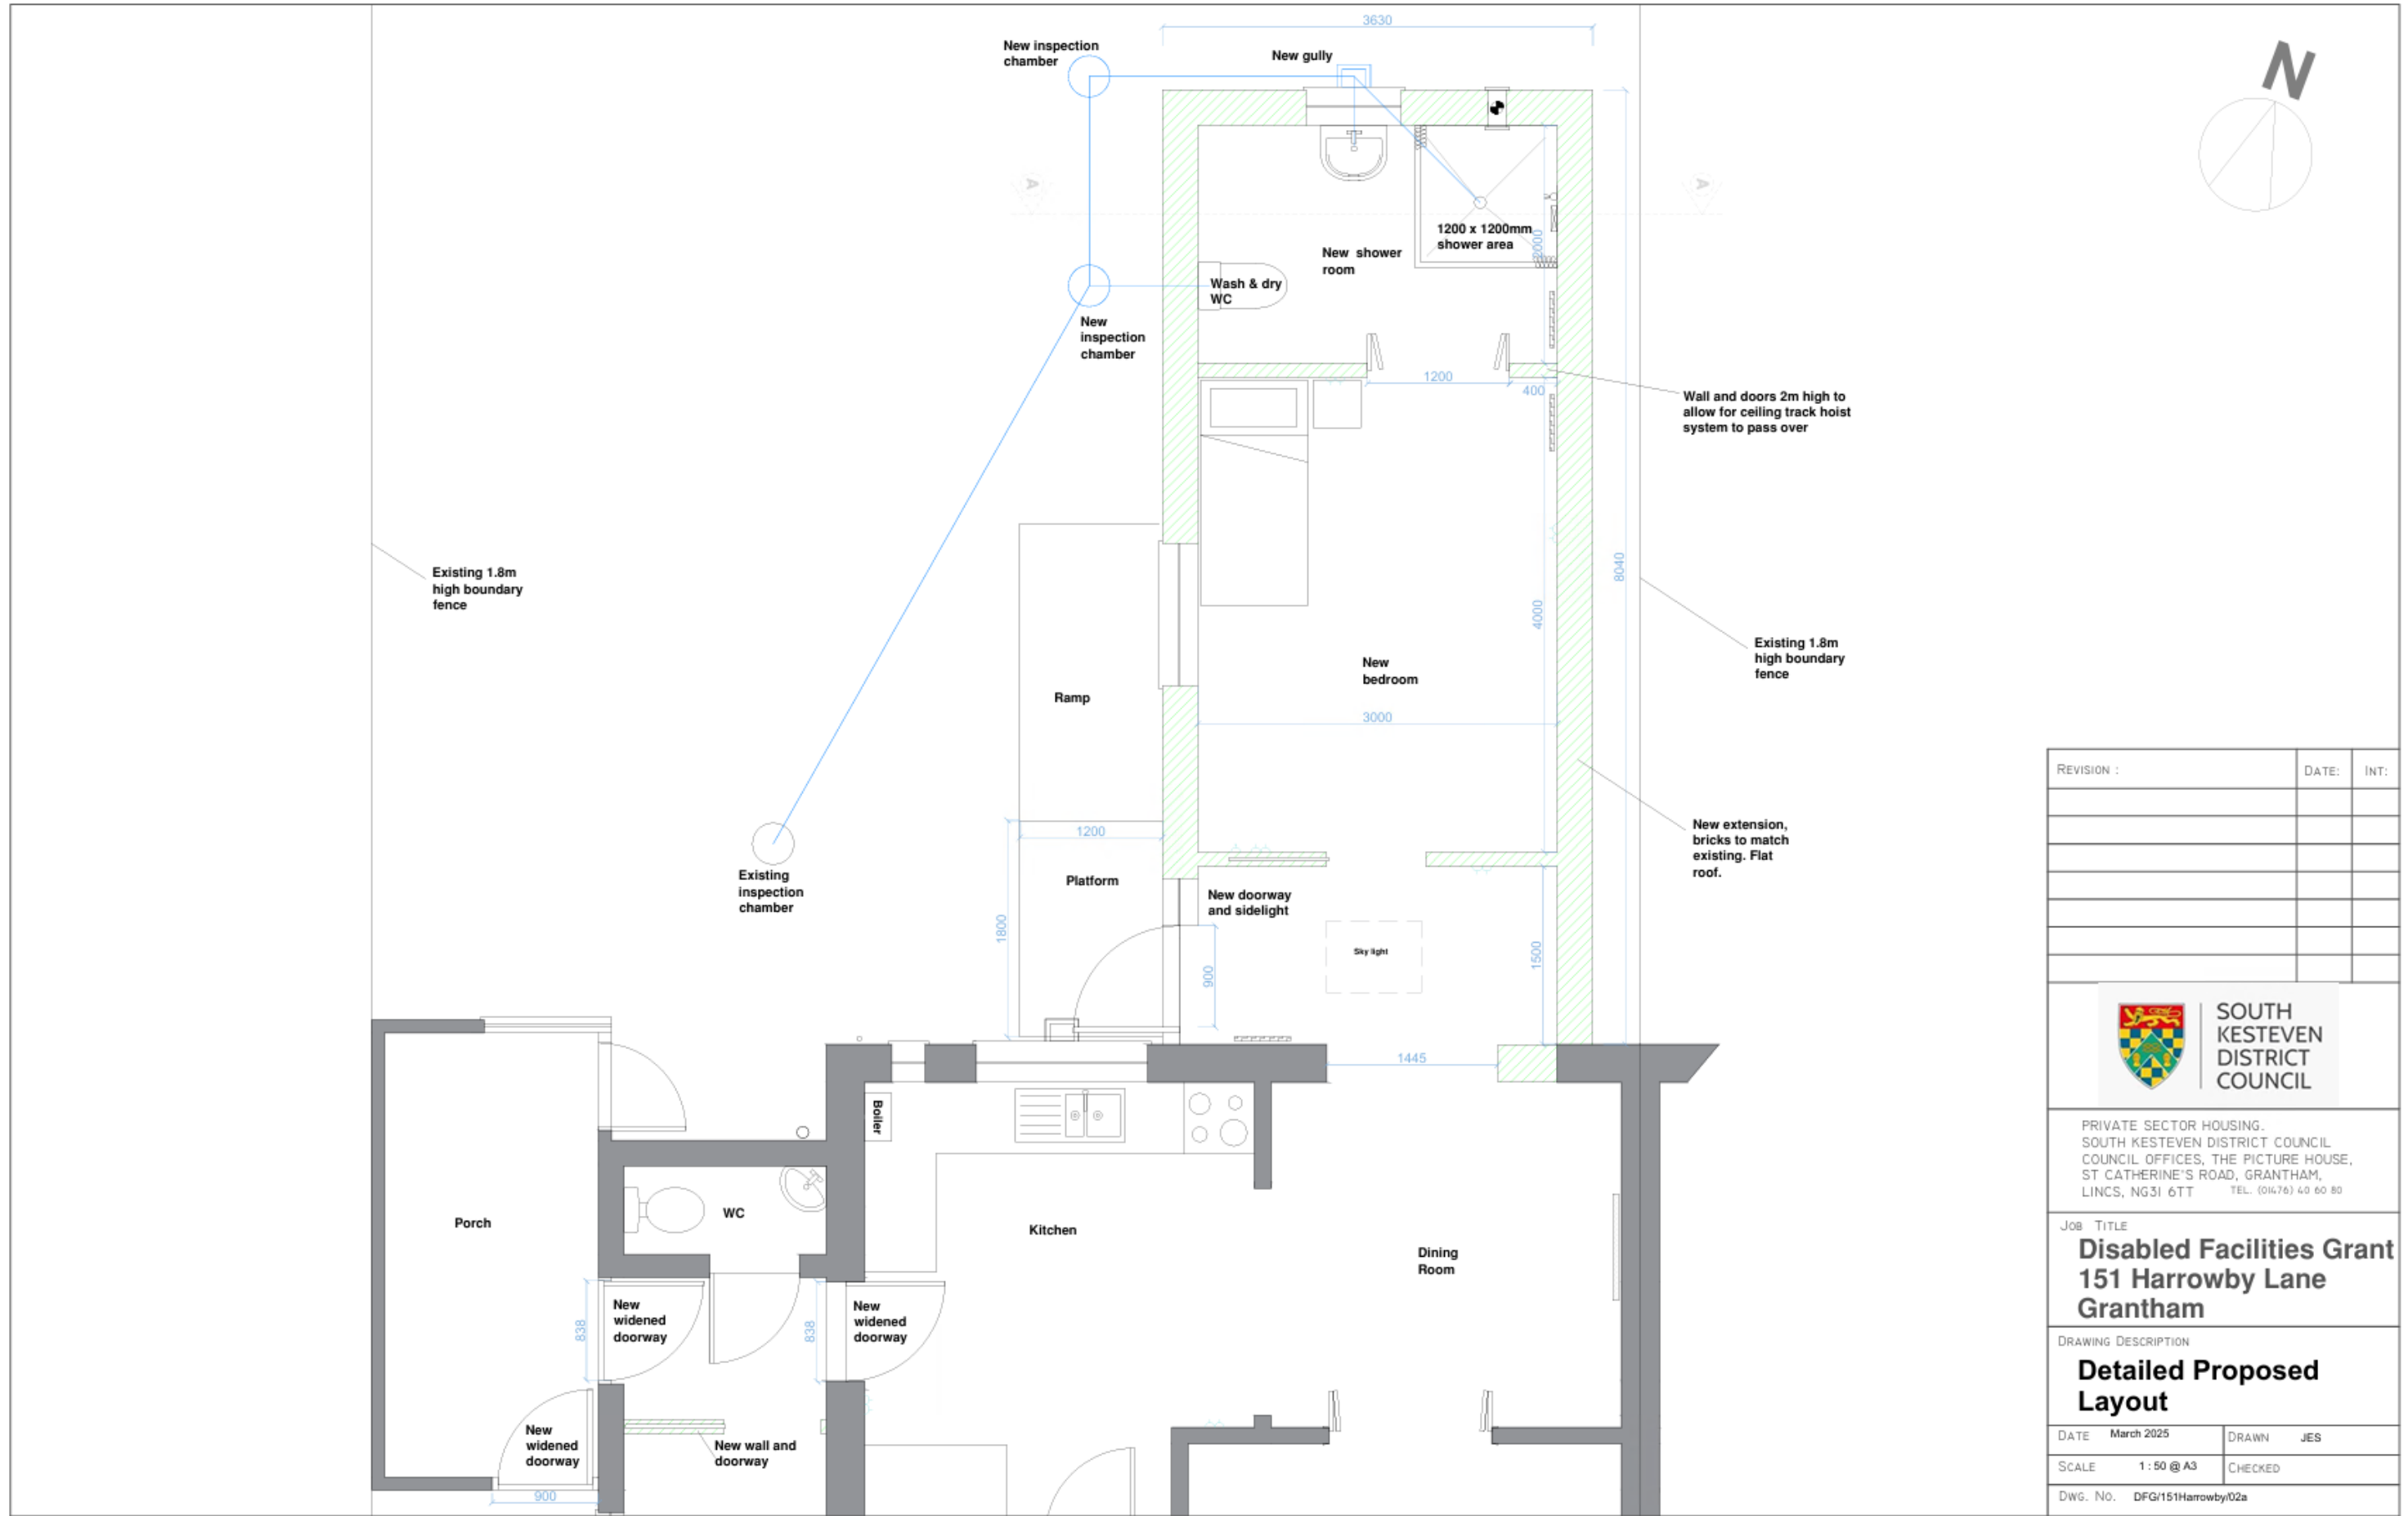 3630
New inspection
chamber
New gully
N
A
A
1200 x 1200mm
shower area
2000
New shower
room
Wash & dry
WC
New
inspection
chamber
1200
400
Wall and doors 2m high to
allow for ceiling track hoist
system to pass over
Existing 1.8m
high boundary
fence
8040
4000
Existing 1.8m
high boundary
fence
New
bedroom
Ramp
3000
New extension,
bricks to match
existing. Flat
roof.
1200
Existing
inspection
chamber
Platform
New doorway
and sidelight
1800
900
Sky light
1500
1445
Boiler
Porch
WC
Kitchen
Dining
Room
838
New
widened
doorway
838
New
widened
doorway
New
widened
doorway
New wall and
doorway
900
REVISION :
DATE:
INT:
SOUTH
KESTEVEN
DISTRICT
COUNCIL
PRIVATE SECTOR HOUSING.
SOUTH KESTEVEN DISTRICT COUNCIL
COUNCIL OFFICES, THE PICTURE HOUSE,
ST CATHERINE'S ROAD, GRANTHAM,
LINCS, NG31 6TT TEL. (01476) 40 60 80
JOB TITLE
Disabled Facilities Grant
151 Harrowby Lane
Grantham
DRAWING DESCRIPTION
Detailed Proposed
Layout
DATE March 2025
DRAWN JES
SCALE 1 : 50 @ A3
CHECKED
DWG. NO. DFG/151Harrowby/02a